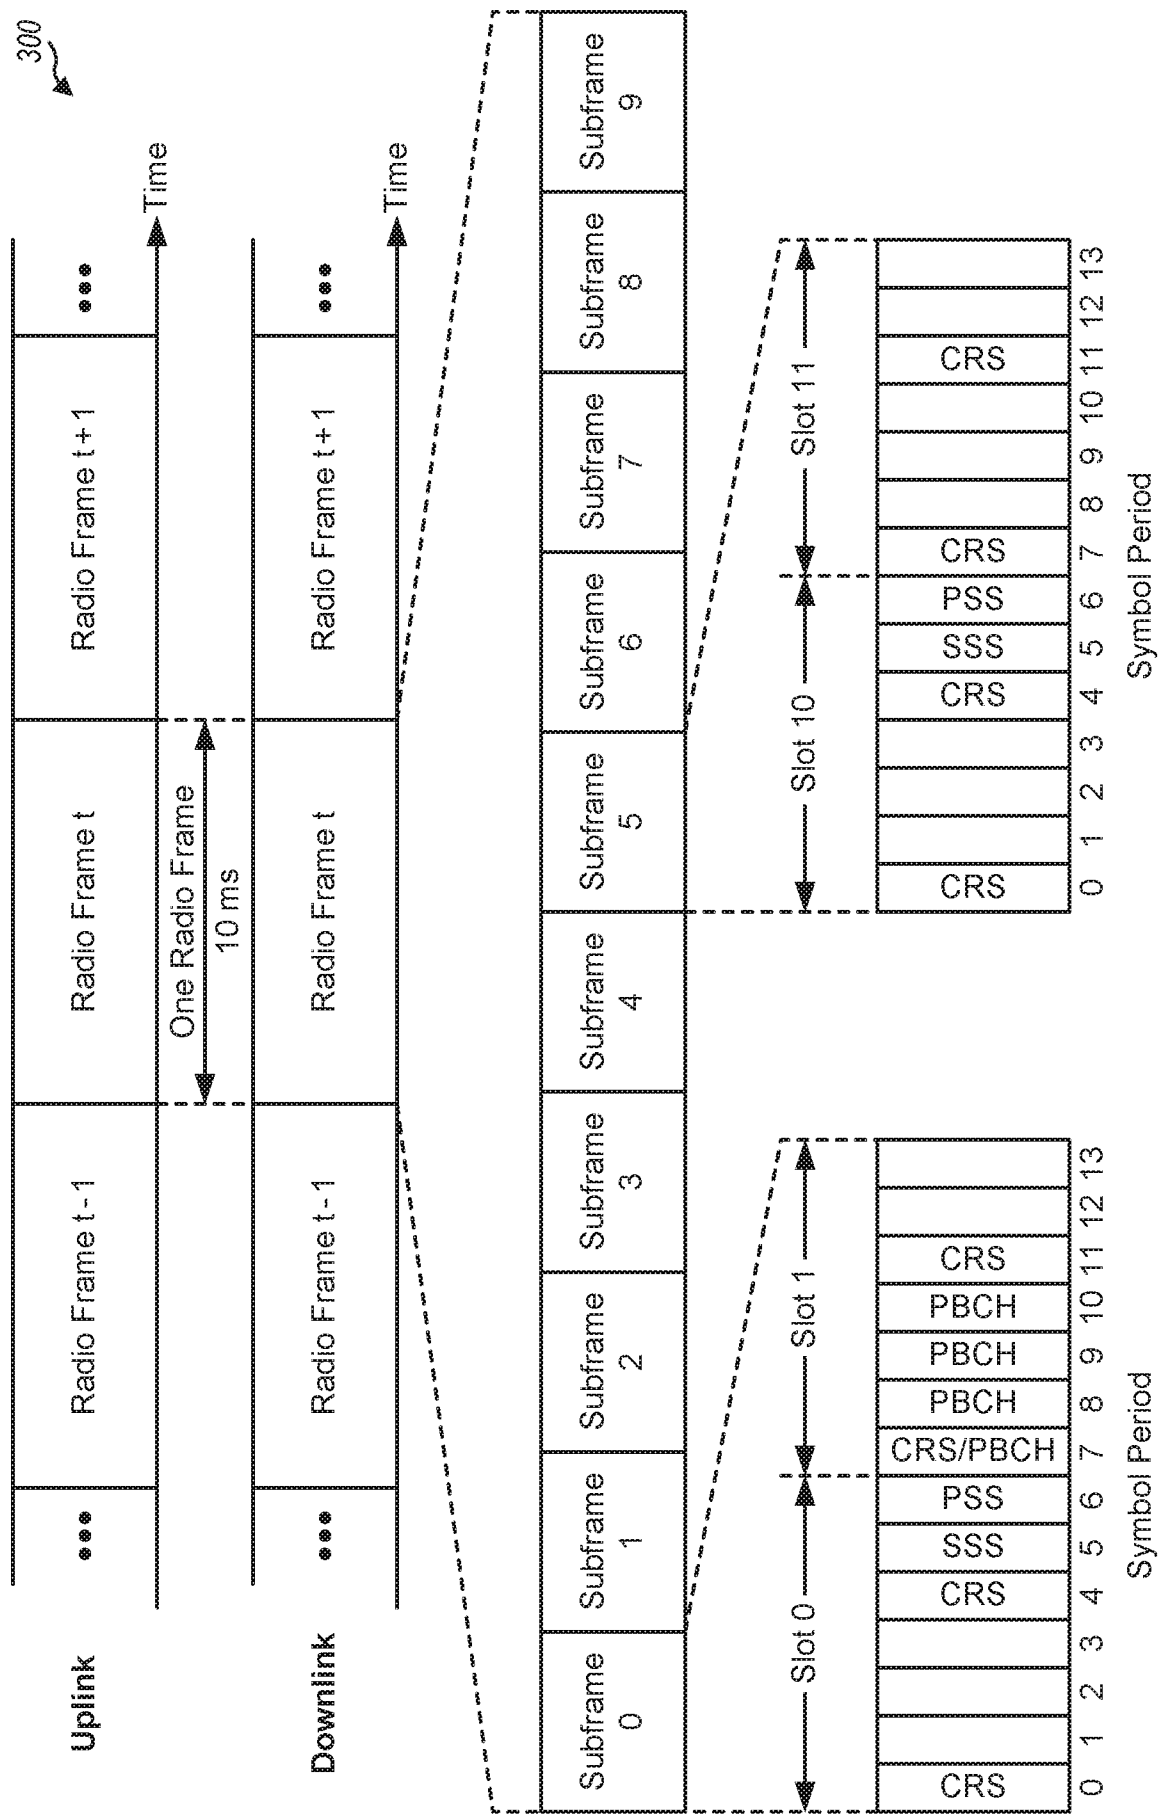 300
Uplink
••• Radio Frame t - 1 Radio Frame t Radio Frame t + 1 •••
Time
One Radio Frame
10 ms
Downlink
••• Radio Frame t - 1 Radio Frame t Radio Frame t + 1 •••
Time
Subframe 0
Subframe 1
Subframe 2
Subframe 3
Subframe 4
Subframe 5
Subframe 6
Subframe 7
Subframe 8
Subframe 9
Slot 0 Slot 1
CRS CRS SSS PSS CRS/PBCH PBCH PBCH PBCH CRS
0 1 2 3 4 5 6 7 8 9 10 11 12 13
Symbol Period
Slot 10 Slot 11
CRS CRS SSS PSS CRS CRS
0 1 2 3 4 5 6 7 8 9 10 11 12 13
Symbol Period